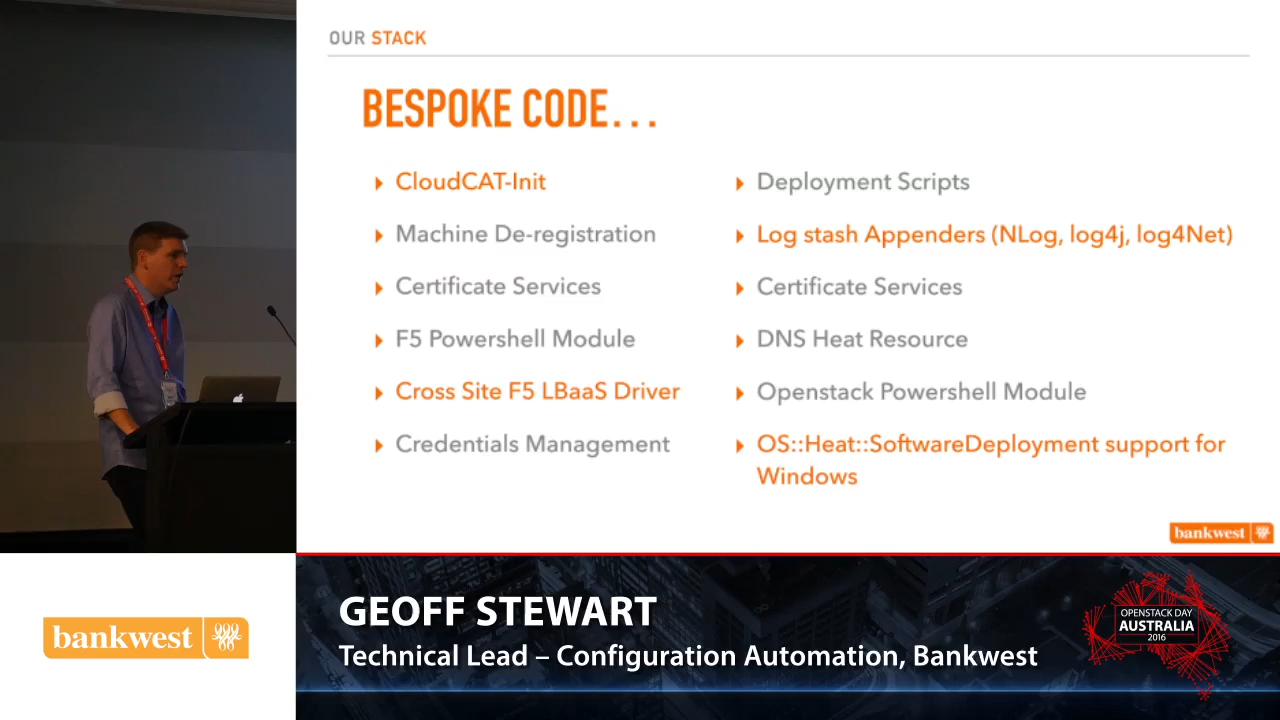 OUR STACK
BESPOKE CODE...
CloudCAT-Init
Machine De-registration
Certificate Services
F5 Powershell Module
Cross Site F5 LBaaS Driver
Credentials Management
Deployment Scripts
Log stash Appenders (NLog, log4j, log4Net)
Certificate Services
DNS Heat Resource
Openstack Powershell Module
OS::Heat::SoftwareDeployment support for
Windows
bankwest
bankwest
GEOFF STEWART
Technical Lead – Configuration Automation, Bankwest
OPENSTACK DAY
AUSTRALIA
2016